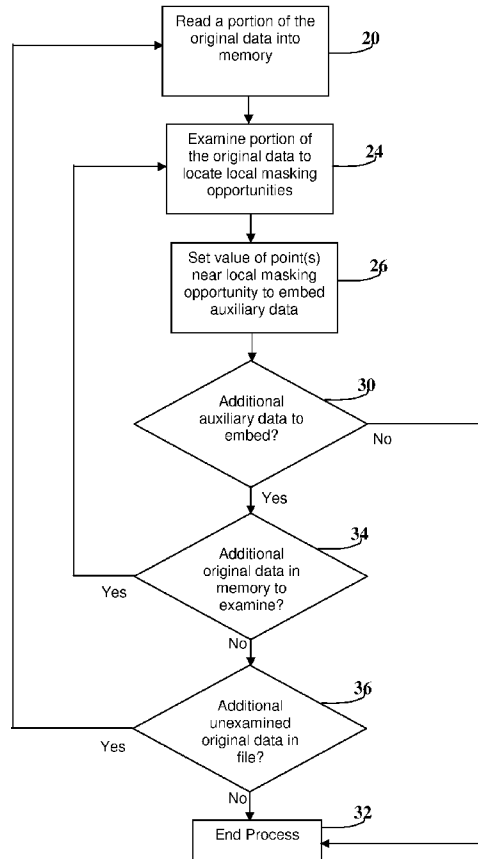 Read a portion of the
original data into
memory
20
Examine portion of
the original data to
locate local masking
opportunities
24
Set value of point(s)
near local masking
opportunity to embed
auxiliary data
26
Additional
auxiliary data to
embed?
30
No
Yes
Additional
original data in
memory to
examine?
34
Yes
No
Additional
unexamined
original data in
file?
36
Yes
No
End Process
32